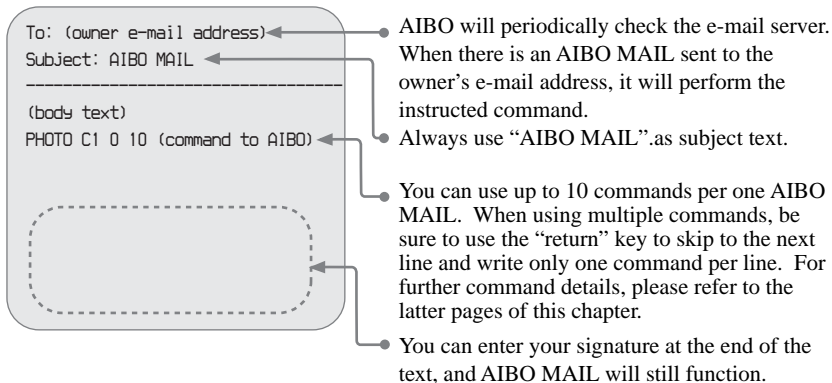 To: (owner e-mail address)
Subject: AIBO MAIL
(body text)
PHOTO C1 0 10 (command to AIBO)
AIBO will periodically check the e-mail server.
When there is an AIBO MAIL sent to the
owner's e-mail address, it will perform the
instructed command.
Always use “AIBO MAIL”.as subject text.
You can use up to 10 commands per one AIBO
MAIL.  When using multiple commands, be
sure to use the “return” key to skip to the next
line and write only one command per line.  For
further command details, please refer to the
latter pages of this chapter.
You can enter your signature at the end of the
text, and AIBO MAIL will still function.